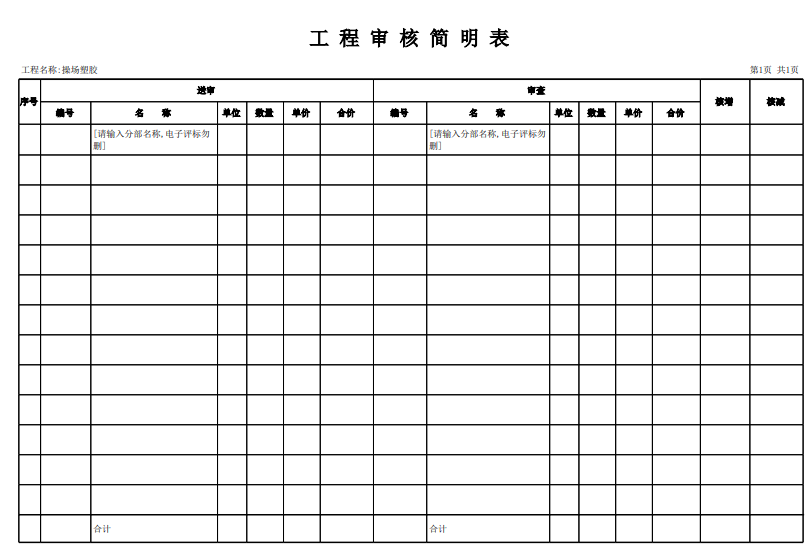 工程审核简明表
工程名称:操场塑胶 第1页 共1页
序号 送审 审查 核增 核减
编号 名 称 单位 数量 单价 合价 编号 名 称 单位 数量 单价 合价
[请输入分部名称,电子评标勿 [请输入分部名称,电子评标勿
删] 删]
合计 合计